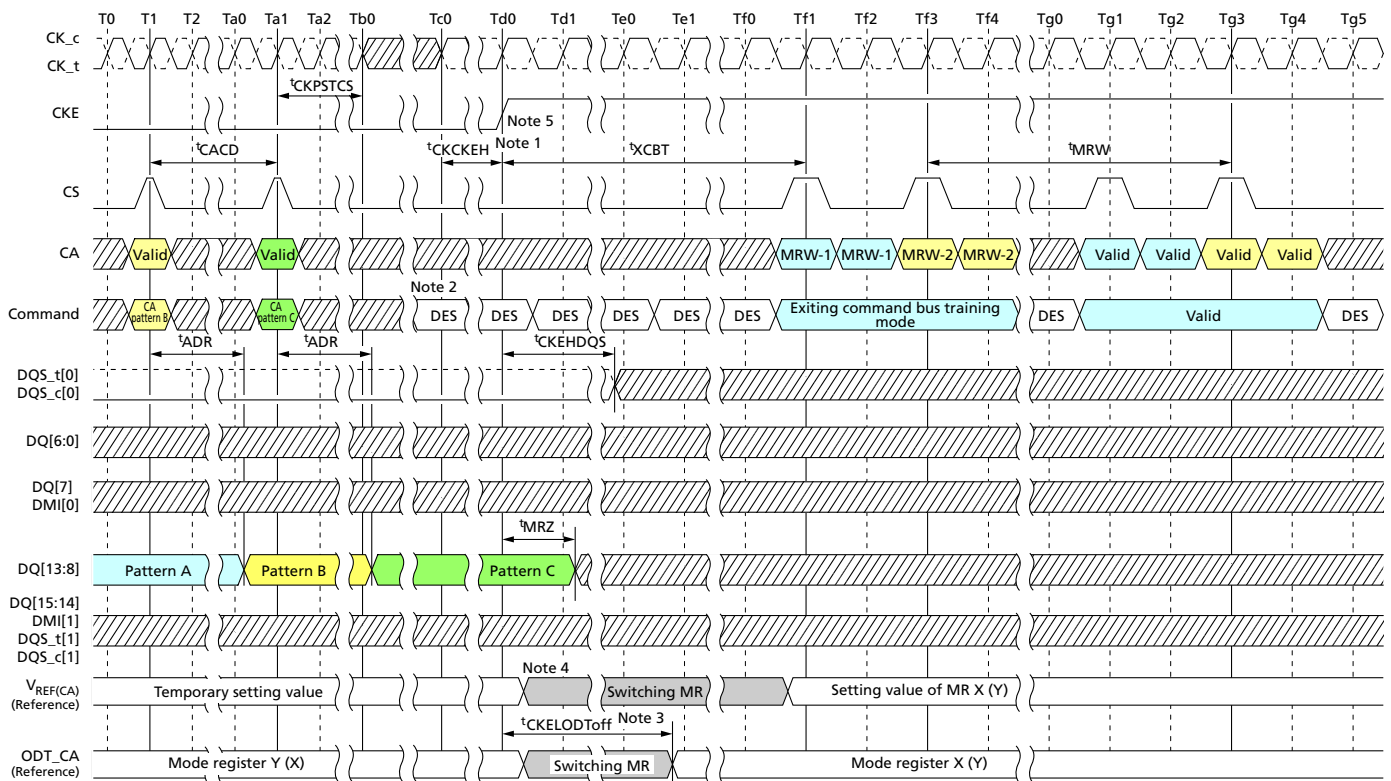 T0 T1 T2 Ta0 Ta1 Ta2 Tb0 Tc0 Td0 Td1 Te0 Te1 Tf0 Tf1 Tf2 Tf3 Tf4 Tg0 Tg1 Tg2 Tg3 Tg4 Tg5
CK_c
CK_t
tCKPSTCS
CKE
Note 5
tCACD tCKCKEH Note 1 tXCBT tMRW
CS
CA Valid Valid MRW-1 MRW-1 MRW-2 MRW-2 Valid Valid Valid Valid
Note 2
Command CA pattern B CA pattern C DES DES DES DES DES DES Exiting command bus training mode DES Valid DES
tADR tADR tCKEHDQS
DQS_t[0]
DQS_c[0]
DQ[6:0]
DQ[7]
DMI[0]
tMRZ
DQ[13:8] Pattern A Pattern B Pattern C
DQ[15:14]
DMI[1]
DQS_t[1]
DQS_c[1]
Note 4
VREF(CA) Temporary setting value Switching MR Setting value of MR X (Y)
(Reference)
tCKELODToff Note 3
ODT_CA Mode register Y (X) Switching MR Mode register X (Y)
(Reference)